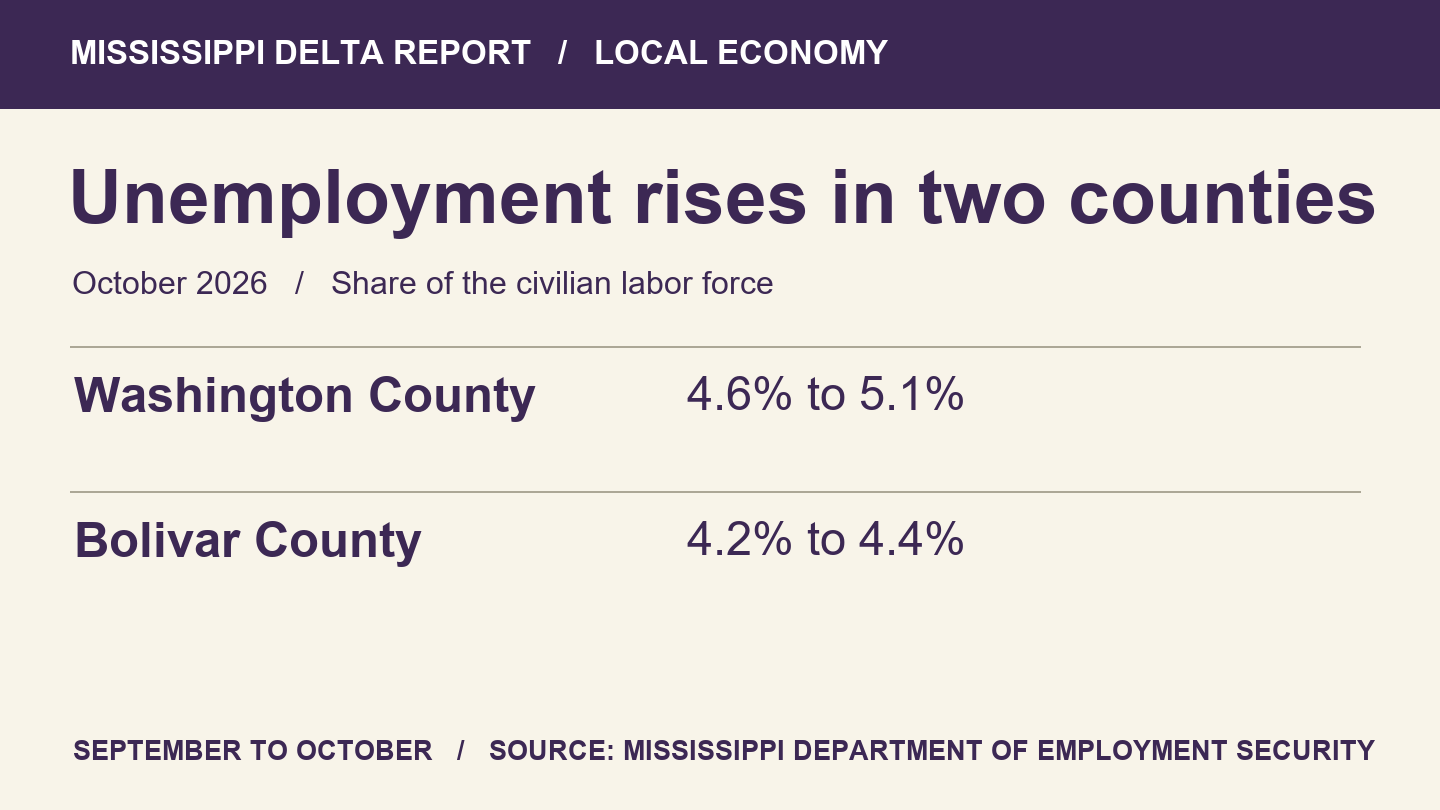 MISSISSIPPI DELTA REPORT / LOCAL ECONOMY
Unemployment rises in two counties
October 2026 / Share of the civilian labor force
Washington County 4.6% to 5.1%
Bolivar County 4.2% to 4.4%
SEPTEMBER TO OCTOBER / SOURCE: MISSISSIPPI DEPARTMENT OF EMPLOYMENT SECURITY